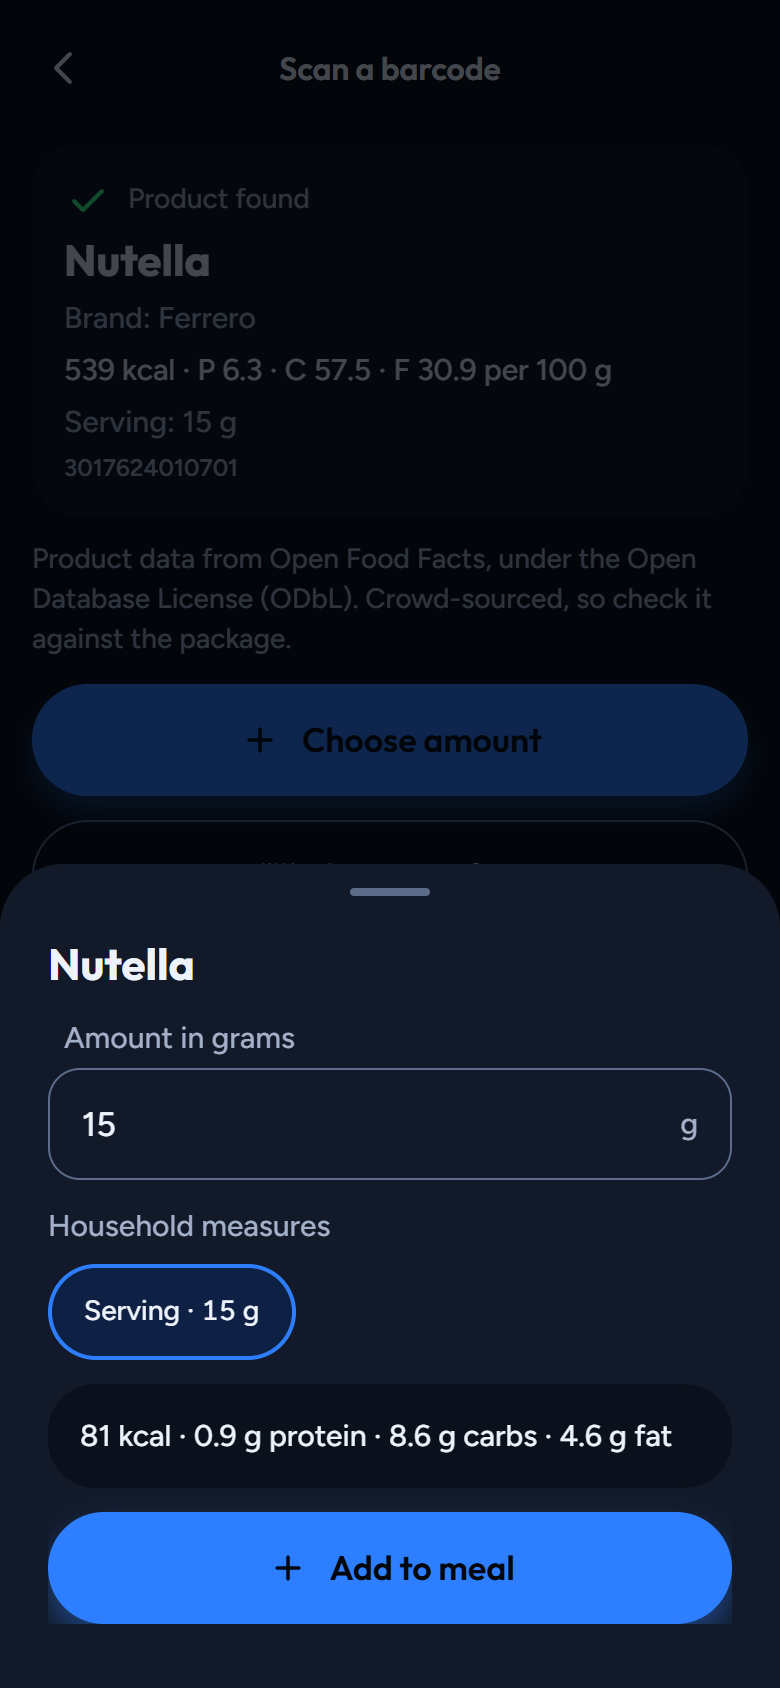 Scan a barcode
Product found
Nutella
Brand: Ferrero
539 kcal · P 6.3 · C 57.5 · F 30.9 per 100 g
Serving: 15 g
3017624010701
Product data from Open Food Facts, under the Open
Database License (ODbL). Crowd-sourced, so check it
against the package.
+ Choose amount
Nutella
Amount in grams
15 g
Household measures
Serving · 15 g
81 kcal · 0.9 g protein · 8.6 g carbs · 4.6 g fat
+ Add to meal